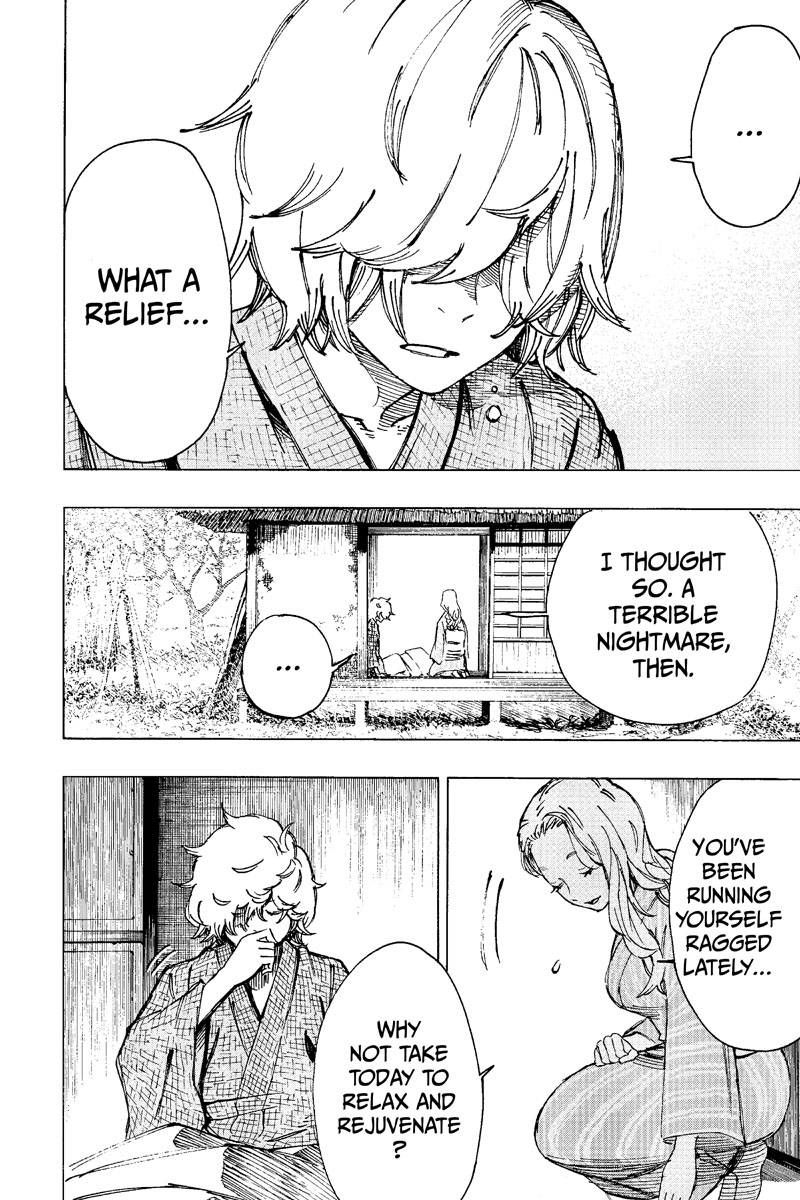 ...
WHAT A
RELIEF...
I THOUGHT
SO. A
TERRIBLE
NIGHTMARE,
THEN.
...
YOU'VE
BEEN
RUNNING
YOURSELF
RAGGED
LATELY...
WHY
NOT TAKE
TODAY TO
RELAX AND
REJUVENATE
?